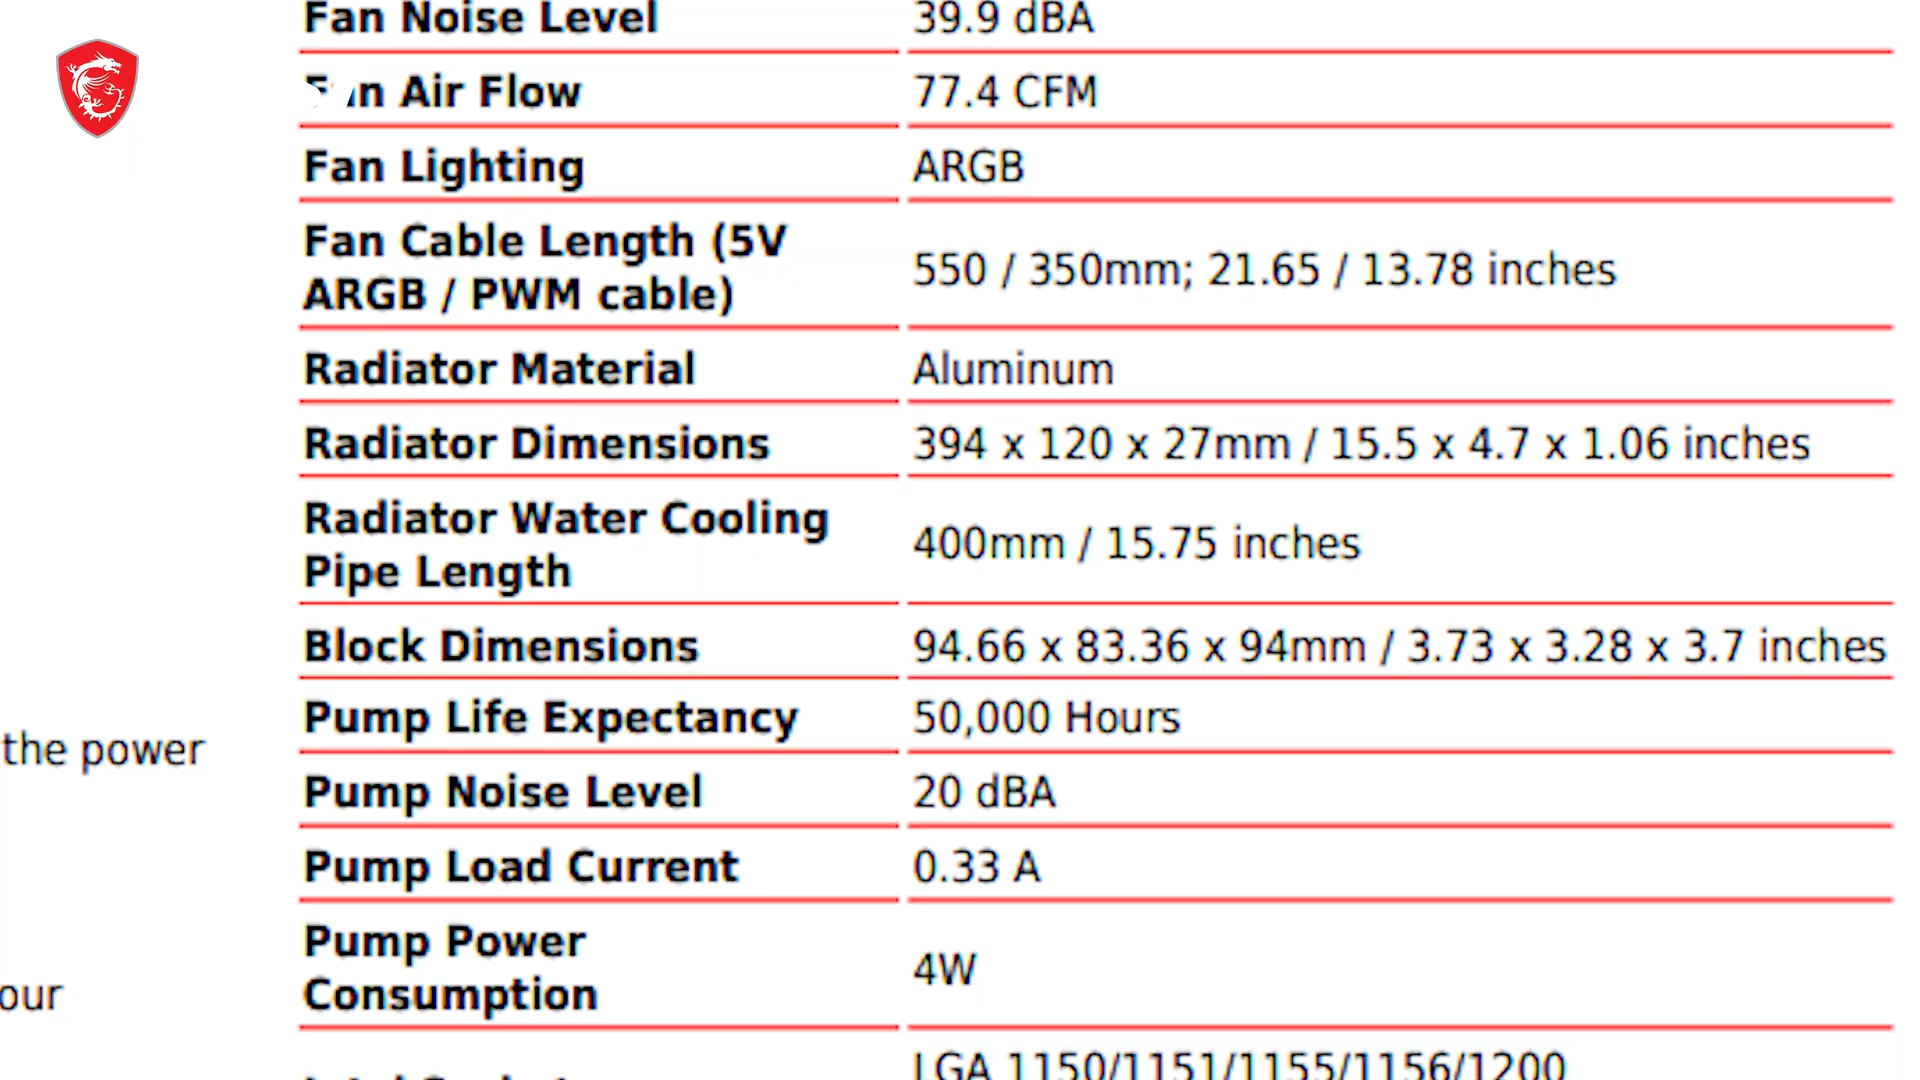 Fan Noise Level 39.9 dBA
Fan Air Flow 77.4 CFM
Fan Lighting ARGB
Fan Cable Length (5V
ARGB / PWM cable) 550 / 350mm; 21.65 / 13.78 inches
Radiator Material Aluminum
Radiator Dimensions 394 x 120 x 27mm / 15.5 x 4.7 x 1.06 inches
Radiator Water Cooling
Pipe Length 400mm / 15.75 inches
Block Dimensions 94.66 x 83.36 x 94mm / 3.73 x 3.28 x 3.7 inches
Pump Life Expectancy 50,000 Hours
the power
Pump Noise Level 20 dBA
Pump Load Current 0.33 A
Pump Power
Consumption 4W
our
LGA 1150/1151/1155/1156/1200